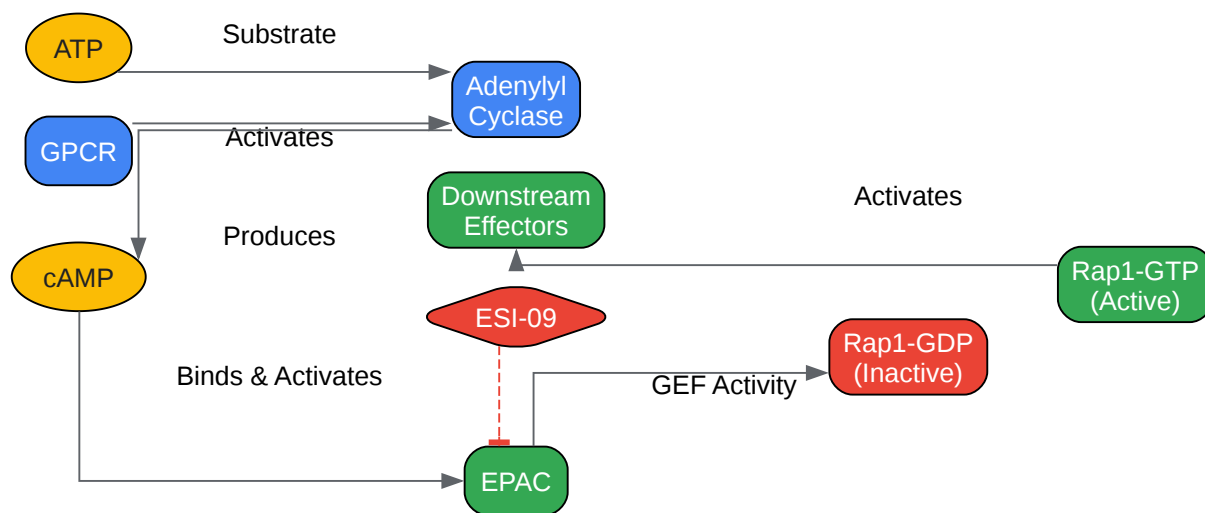 ATP
Substrate
Adenylyl
Cyclase
GPCR
Activates
Downstream
Effectors
Activates
Produces
cAMP
Rap1-GTP
(Active)
ESI-09
Rap1-GDP
(Inactive)
Binds & Activates
GEF Activity
EPAC